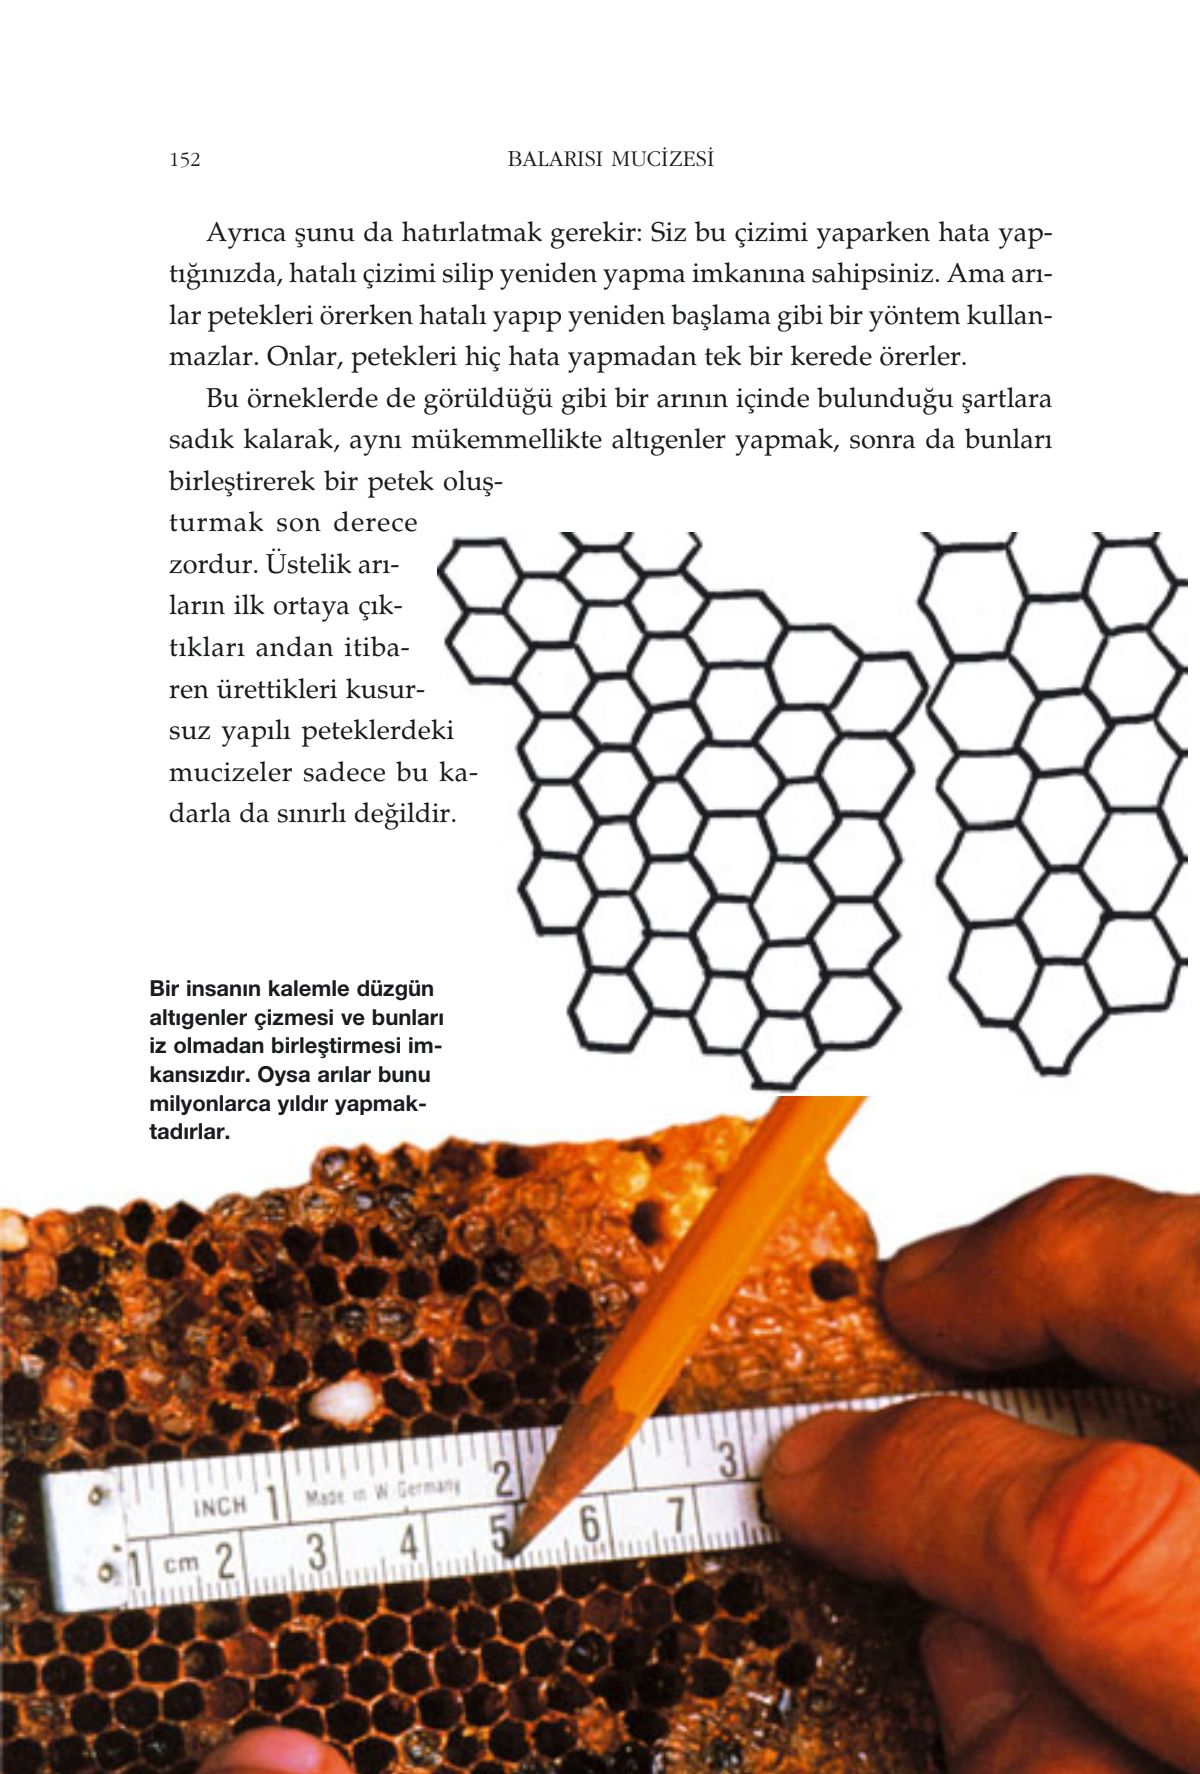 152
BALARISI MUCİZESİ
Ayrıca şunu da hatırlatmak gerekir: Siz bu çizimi yaparken hata yap-
tığınızda, hatalı çizimi silip yeniden yapma imkanına sahipsiniz. Ama arı-
lar petekleri örerken hatalı yapıp yeniden başlama gibi bir yöntem kullan-
mazlar. Onlar, petekleri hiç hata yapmadan tek bir kerede örerler.
Bu örneklerde de görüldüğü gibi bir arının içinde bulunduğu şartlara
sadık kalarak, aynı mükemmellikte altıgenler yapmak, sonra da bunları
birleştirerek bir petek oluş-
turmak son derece
zordur. Üstelik arı-
ların ilk ortaya çık-
tıkları andan itiba-
ren ürettikleri kusur-
suz yapılı peteklerdeki
mucizeler sadece bu ka-
darla da sınırlı değildir.
Bir insanın kalemle düzgün
altıgenler çizmesi ve bunları
iz olmadan birleştirmesi im-
kansızdır. Oysa arılar bunu
milyonlarca yıldır yapmak-
tadırlar.
INCH 1 Made in W-Germany 2 3
1 cm 2 3 4 5 6 7